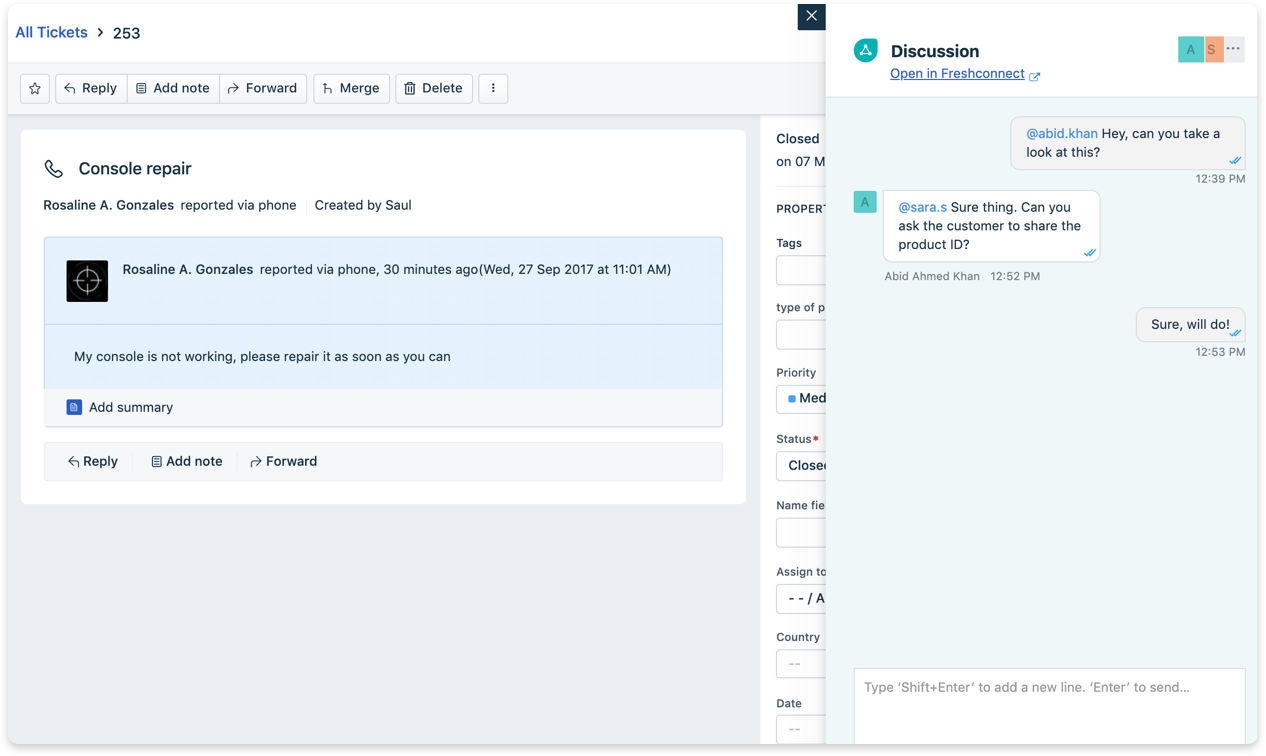 All Tickets > 253
Reply
Add note
Forward
Merge
Delete
Console repair
Rosaline A. Gonzales reported via phone
Created by Saul
Rosaline A. Gonzales reported via phone, 30 minutes ago(Wed, 27 Sep 2017 at 11:01 AM)
My console is not working, please repair it as soon as you can
Add summary
Reply
Add note
Forward
Closed
on 07 M
PROPERT
Tags
type of p
Priority
Med
Status*
Closed
Name fie
Assign to
- - / A
Country
--
Date
--
Discussion
Open in Freshconnect
A
S
@abid.khan Hey, can you take a
look at this?
12:39 PM
A
@sara.s Sure thing. Can you
ask the customer to share the
product ID?
Abid Ahmed Khan 12:52 PM
Sure, will do!
12:53 PM
Type ‘Shift+Enter’ to add a new line. ‘Enter’ to send...